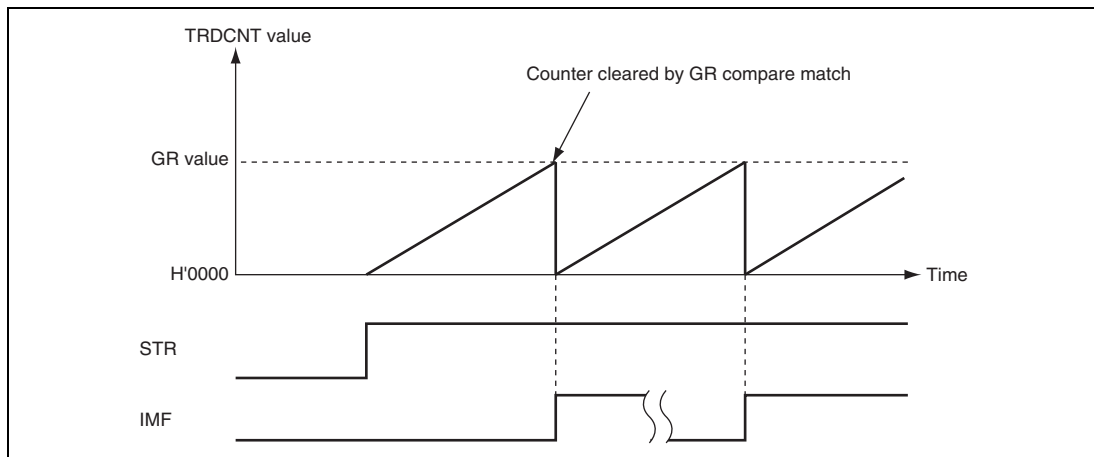 TRDCNT value
Counter cleared by GR compare match
GR value
H'0000
Time
STR
IMF